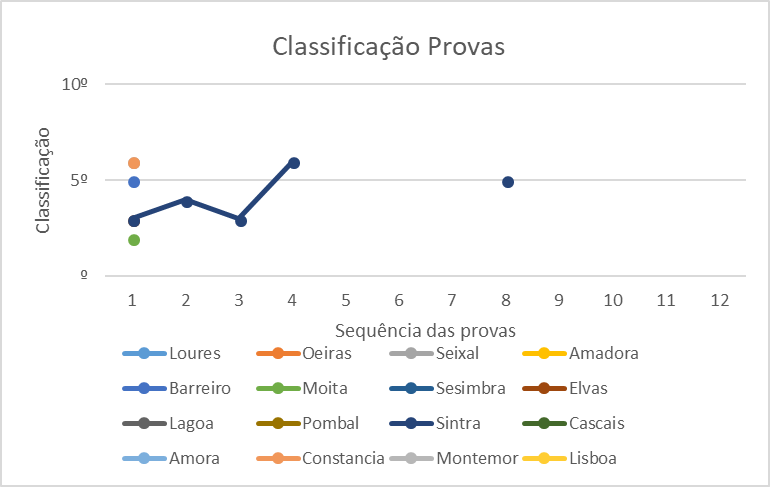 Classificação Provas
10º
5º
º
Classificação
1 2 3 4 5 6 7 8 9 10 11 12
Sequência das provas
Loures Oeiras Seixal Amadora
Barreiro Moita Sesimbra Elvas
Lagoa Pombal Sintra Cascais
Amora Constancia Montemor Lisboa